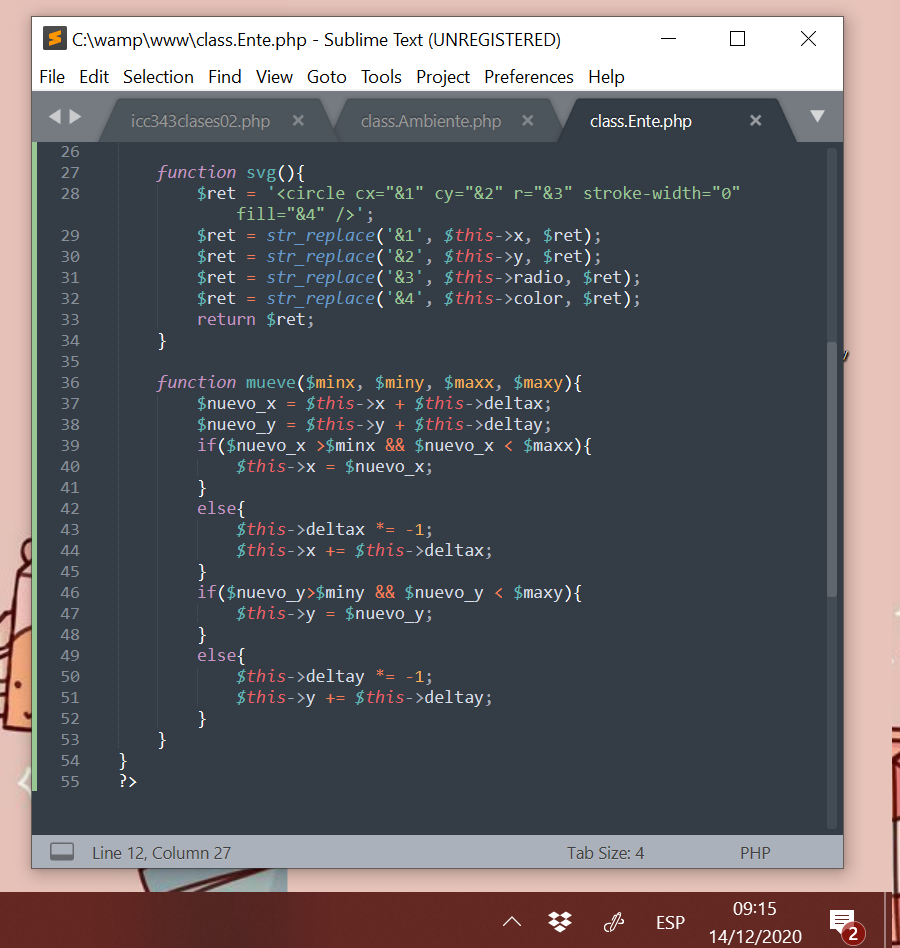 C:\wamp\www\class.Ente.php - Sublime Text (UNREGISTERED)
File Edit Selection Find View Goto Tools Project Preferences Help
icc343clases02.php class.Ambiente.php class.Ente.php
26
27 function svg(){
28 $ret = '<circle cx="&1" cy="&2" r="&3" stroke-width="0"
fill="&4" />';
29 $ret = str_replace('&1', $this->x, $ret);
30 $ret = str_replace('&2', $this->y, $ret);
31 $ret = str_replace('&3', $this->radio, $ret);
32 $ret = str_replace('&4', $this->color, $ret);
33 return $ret;
34 }
35
36 function mueve($minx, $miny, $maxx, $maxy){
37 $nuevo_x = $this->x + $this->deltax;
38 $nuevo_y = $this->y + $this->deltay;
39 if($nuevo_x >$minx && $nuevo_x < $maxx){
40 $this->x = $nuevo_x;
41 }
42 else{
43 $this->deltax *= -1;
44 $this->x += $this->deltax;
45 }
46 if($nuevo_y>$miny && $nuevo_y < $maxy){
47 $this->y = $nuevo_y;
48 }
49 else{
50 $this->deltay *= -1;
51 $this->y += $this->deltay;
52 }
53 }
54 }
55 ?>
Line 12, Column 27 Tab Size: 4 PHP
ESP
09:15
14/12/2020
2